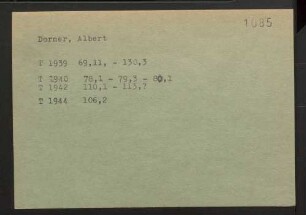 1085
Dorner, Albert
T 1939 69,11, - 130,3
T 1940 78,1 - 79,3 - 80,1
T 1942 110,1 - 115,7
T 1944 106,2